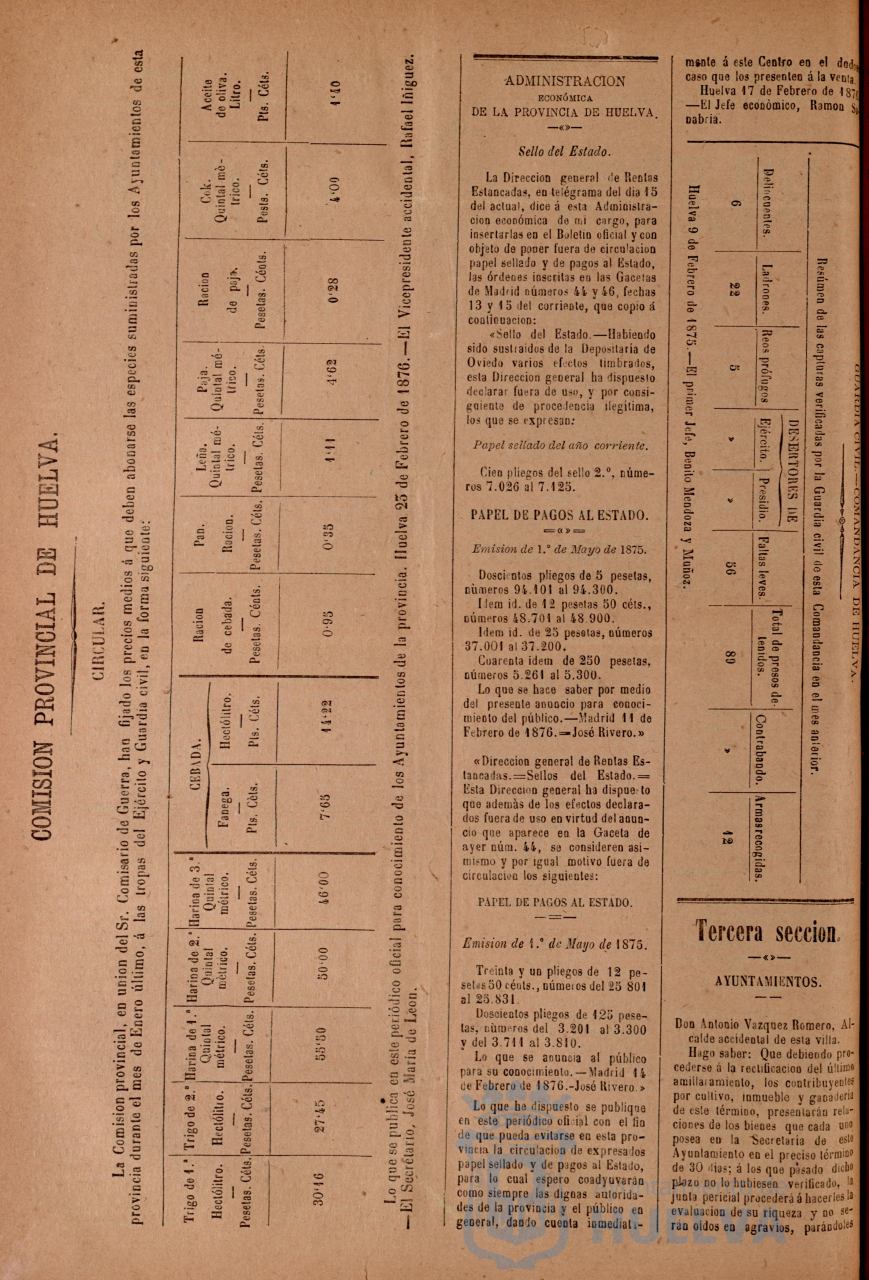 COMISION PROVINCIAL DE HUELVA.
CIRCULAR.
La Comision provincial, en union del Sr. Comisario de Guerra, han fijado los precios medios á que deben abonarse las especies suministradas por los Ayuntamientos de esta
provincia durante el mes de Enero último, á las tropas del Ejército y Guardia civil, en la forma siguiente:
Trigo de 1.ª Hectólitro. Pesetas. Céts. 30'16
Trigo de 2.ª Hectólitro. Pesetas. Céts. 27'45
Harina de 1.ª Quintal métrico. Pesetas. Céts. 55'50
Harina de 2.ª Quintal métrico. Pesetas. Céts. 50'00
Harina de 3.ª Quintal métrico. Pesetas. Céts. 46'00
CEBADA.
Fanega. Pts. Cèts. 7'65
Hectólitro. Pts. Céts. 14'22
Racion de cebada. Pesetas. Cénts. 0'95
Pan. Racion. Pesetas. Céts. 0'35
Leña. Quintal métrico. Pesetas. Céts. 1'11
Paja. Quintal métrico. Pesetas. Céts. 4'62
Racion de paja. Pesetas. Cénts. 0'28
Cok. Quintal métrico. Pesetas. Céts. 4'00
Aceite de oliva. Litro. Pts. Céts. 1'10
Lo que se publica en este periódico oficial para conocimiento de los Ayuntamientos de la provincia. Huelva 25 de Febrero de 1876.—El Vicepresidente accidental, Rafael Iñiguez.
—El Secretário, José María de Leon.
ADMINISTRACION
ECONÓMICA
DE LA PROVINCIA DE HUELVA.
—«»—
Sello del Estado.
La Direccion general de Rentas
Estancadas, en telégrama del dia 15
del actual, dice á esta Administra-
cion económica de mi cargo, para
insertarlas en el Boletin oficial y con
objeto de poner fuera de circulacion
papel sellado y de pagos al Estado,
las órdenes insertas en las Gacetas
de Madrid números 44 y 46, fechas
13 y 15 del corriente, que copio á
continuacion:
«Sello del Estado.—Habiendo
sido sustraidos de la Depositaría de
Oviedo varios efectos timbrados,
esta Direccion general ha dispuesto
declarar fuera de uso, y por consi-
guiente de procedencia ilegítima,
los que se expresan:
Papel sellado del año corriente.
Cien pliegos del sello 2.º, núme-
ros 7.026 al 7.125.
PAPEL DE PAGOS AL ESTADO.
Emision de 1.º de Mayo de 1875.
Doscientos pliegos de 5 pesetas,
números 94.101 al 94.300.
Idem id. de 12 pesetas 50 céts.,
números 48.701 al 48.900.
Idem id. de 25 pesetas, números
37.001 al 37.200.
Cuarenta idem de 250 pesetas,
números 5.261 al 5.300.
Lo que se hace saber por medio
del presente anuncio para conoci-
miento del público.—Madrid 11 de
Febrero de 1876.=José Rivero.»
«Direccion general de Rentas Es-
tancadas.=Sellos del Estado.=
Esta Direccion general ha dispuesto
que además de los efectos declara-
dos fuera de uso en virtud del anun-
cio que aparece en la Gaceta de
ayer núm. 44, se consideren asi-
mismo y por igual motivo fuera de
circulacion los siguientes:
PAPEL DE PAGOS AL ESTADO.
Emision de 1.º de Mayo de 1875.
Treinta y un pliegos de 12 pe-
setas 50 cénts., números del 25 801
al 25.831.
Doscientos pliegos de 125 pese-
tas, números del 3.201 al 3.300
y del 3.711 al 3.810.
Lo que se anuncia al público
para su conocimiento.—Madrid 14
de Febrero de 1876.-José Rivero.»
Lo que he dispuesto se publique
en este periódico oficial con el fin
de que pueda evitarse en esta pro-
vincia la circulacion de expresados
papel sellado y de pagos al Estado,
para lo cual espero coadyuvarán
como siempre las dignas autorida-
des de la provincia y el público en
general, dando cuenta inmediata-
mente á este Centro en el
caso que los presenten á la venta
Huelva 17 de Febrero de
—El Jefe económico, Ramon
nabria.
GUARDIA CIVIL.—COMANDANCIA DE HUELVA.
Resúmen de las capturas verificadas por la Guardia civil de esta Comandancia en el mes anterior.
Delincuentes. 6
Ladrones. 22
Reos prófugos 5
DESERTORES DE
Ejército. »
Presidio. »
Faltas leves. 56
Total de presos detenidos. 89
Contrabando. »
Armas recogidas. 12
Huelva 9 de Febrero de 1875.—El primer Jefe, Benito Mendoza y Muñoz.
Tercera seccion.
—«»—
AYUNTAMIENTOS.
Don Antonio Vazquez Romero, Al-
calde accidental de esta villa.
Hago saber: Que debiendo pro-
cederse á la rectificacion del último
amillaramiento, los contribuyentes
por cultivo, inmueble y ganadería
de este término, presentarán rela-
ciones de los bienes que cada uno
posea en la Secretaria de este
Ayuntamiento en el preciso término
de 30 dias; á los que pasado dicho
plazo no lo hubiesen verificado, la
junta pericial procederá á hacerles la
evaluacion de su riqueza y no se-
rán oidos en agravios, parándoles
HUELVA